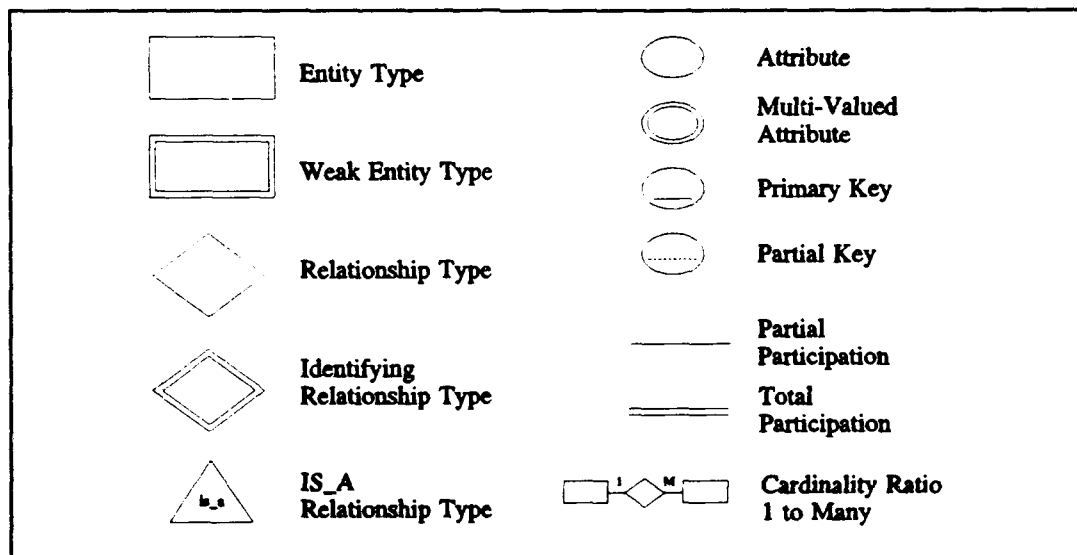 Entity Type
Weak Entity Type
Relationship Type
Identifying
Relationship Type
is_a
IS_A
Relationship Type
Attribute
Multi-Valued
Attribute
Primary Key
Partial Key
Partial
Participation
Total
Participation
1 M
Cardinality Ratio
1 to Many